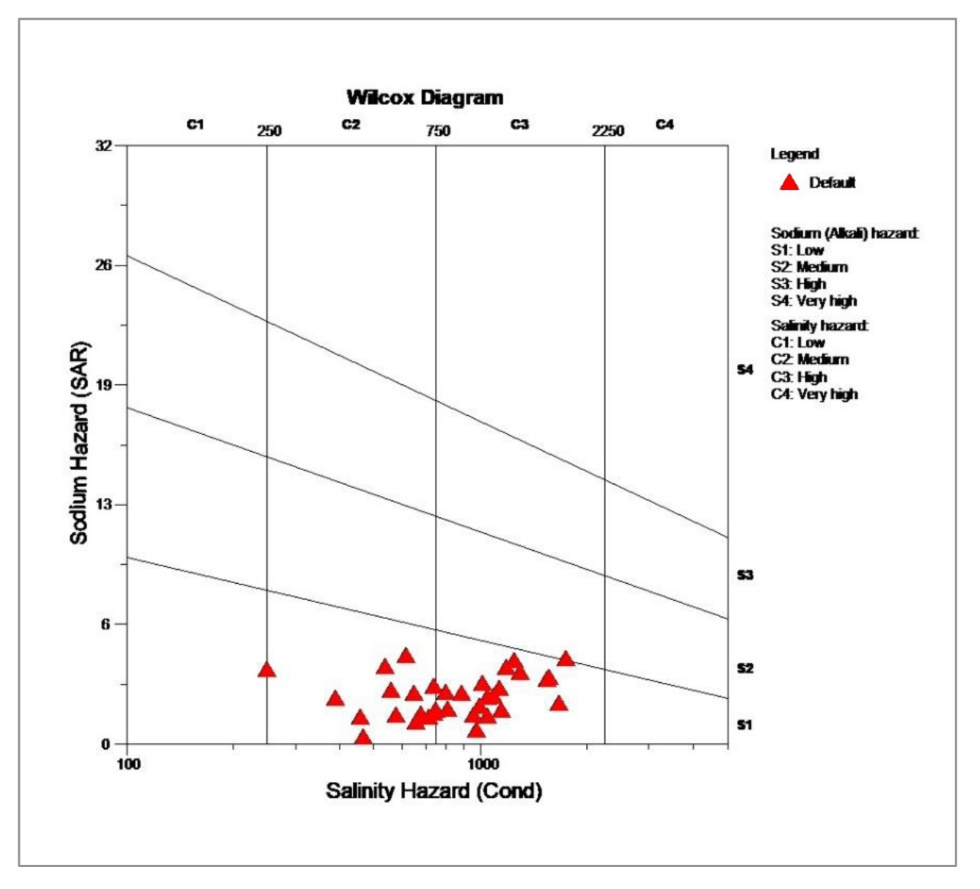 Wilcox Diagram
C1 250 C2 750 C3 2250 C4
32
26
19
13
6
0
Sodium Hazard (SAR)
100 1000
Salinity Hazard (Cond)
S4
S3
S2
S1
Legend
Default
Sodium (Alkali) hazard:
S1: Low
S2: Medium
S3: High
S4: Very high
Salinity hazard:
C1: Low
C2: Medium
C3: High
C4: Very high